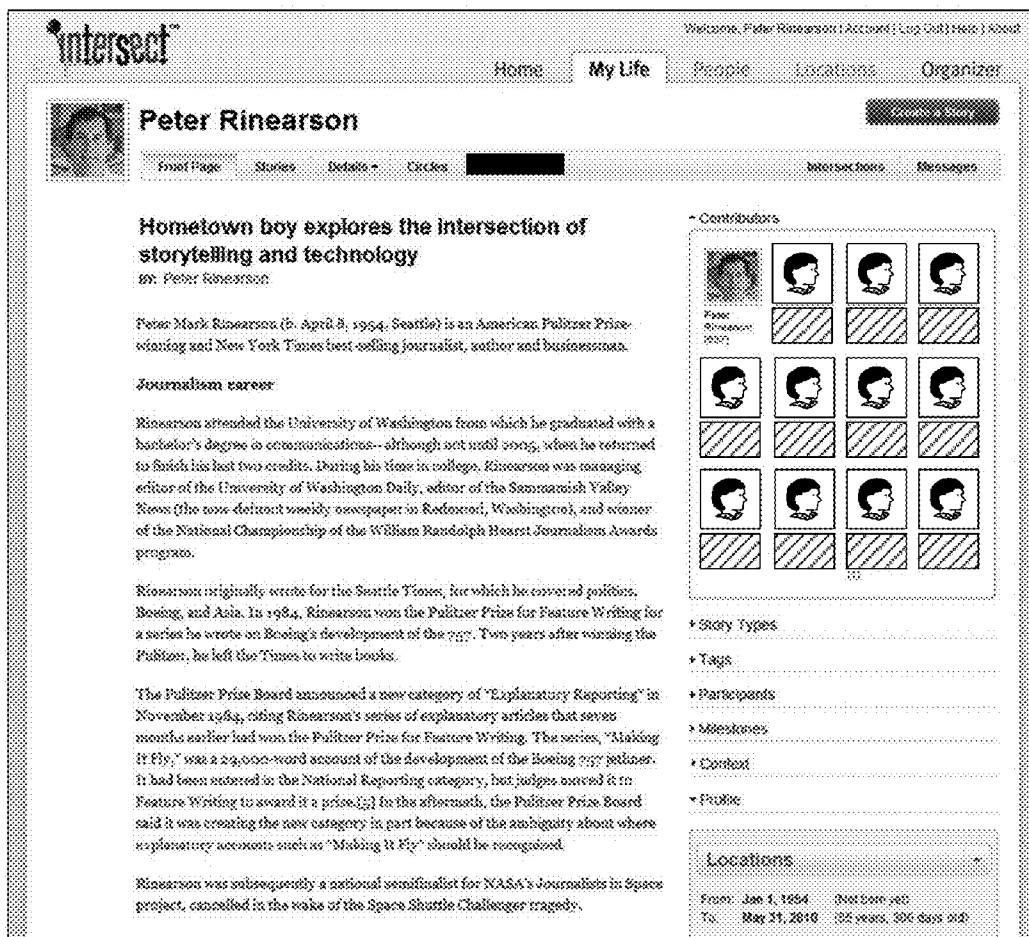 intersect™
Welcome, Peter Rinearson | Account | Log Out | Help | About
Home My Life People Locations Organizer
Peter Rinearson
Front Page Stories Details Circles Intersections Messages
Hometown boy explores the intersection of
storytelling and technology
BY: Peter Rinearson
Peter Mark Rinearson (b. April 8, 1954, Seattle) is an American Pulitzer Prize-
winning and New York Times best-selling journalist, author and businessman.
Journalism career
Rinearson attended the University of Washington from which he graduated with a
bachelor's degree in communications--although not until 2005, when he returned
to finish his last two credits. During his time in college, Rinearson was managing
editor of the University of Washington Daily, editor of the Sammamish Valley
News (the now-defunct weekly newspaper in Redmond, Washington), and winner
of the National Championship of the William Randolph Hearst Journalism Awards
program.
Rinearson originally wrote for the Seattle Times, for which he covered politics,
Boeing, and Asia. In 1984, Rinearson won the Pulitzer Prize for Feature Writing for
a series he wrote on Boeing's development of the 757. Two years after winning the
Pulitzer, he left the Times to write books.
The Pulitzer Prize Board announced a new category of "Explanatory Reporting" in
November 1984, citing Rinearson's series of explanatory articles that seven
months earlier had won the Pulitzer Prize for Feature Writing. The series, "Making
It Fly," was a 29,000-word account of the development of the Boeing 757 jetliner.
It had been entered in the National Reporting category, but judges moved it to
Feature Writing to award it a prize.[5] In the aftermath, the Pulitzer Prize Board
said it was creating the new category in part because of the ambiguity about where
explanatory accounts such as "Making It Fly" should be recognized.
Rinearson was subsequently a national semifinalist for NASA's Journalists in Space
project, cancelled in the wake of the Space Shuttle Challenger tragedy.
Contributors
Peter
Rinearson
Story Types
Tags
Participants
Milestones
Context
Profile
Locations
From: Jan 1, 1954 (Not born yet)
To: May 31, 2010 days old)